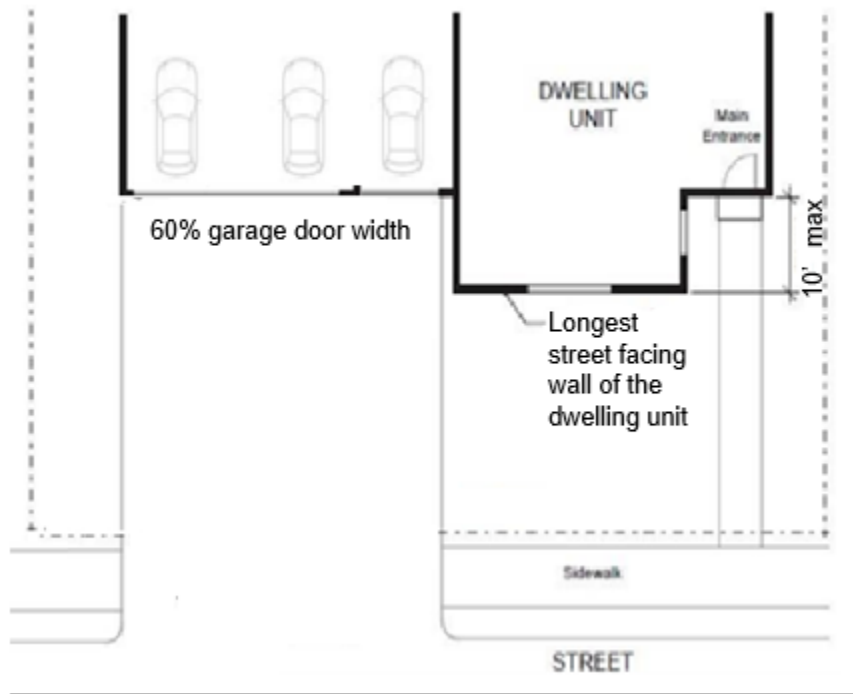 DWELLING
UNIT
Main
Entrance
60% garage door width
10' max
Longest
street facing
wall of the
dwelling unit
Sidewalk
STREET